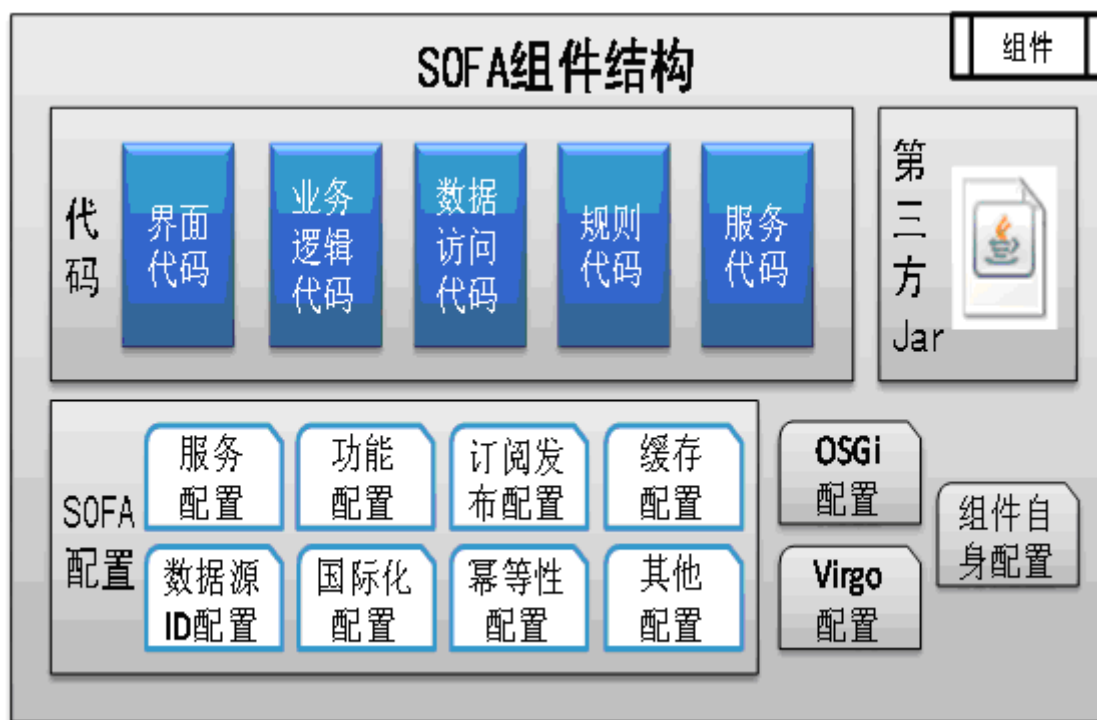 SOFA组件结构
组件
代
码
界面
代码
业务
逻辑
代码
数据
访问
代码
规则
代码
服务
代码
第
三
方
Jar
SOFA
配置
服务
配置
功能
配置
订阅发
布配置
缓存
配置
数据源
ID配置
国际化
配置
幂等性
配置
其他
配置
OSGi
配置
Virgo
配置
组件自
身配置